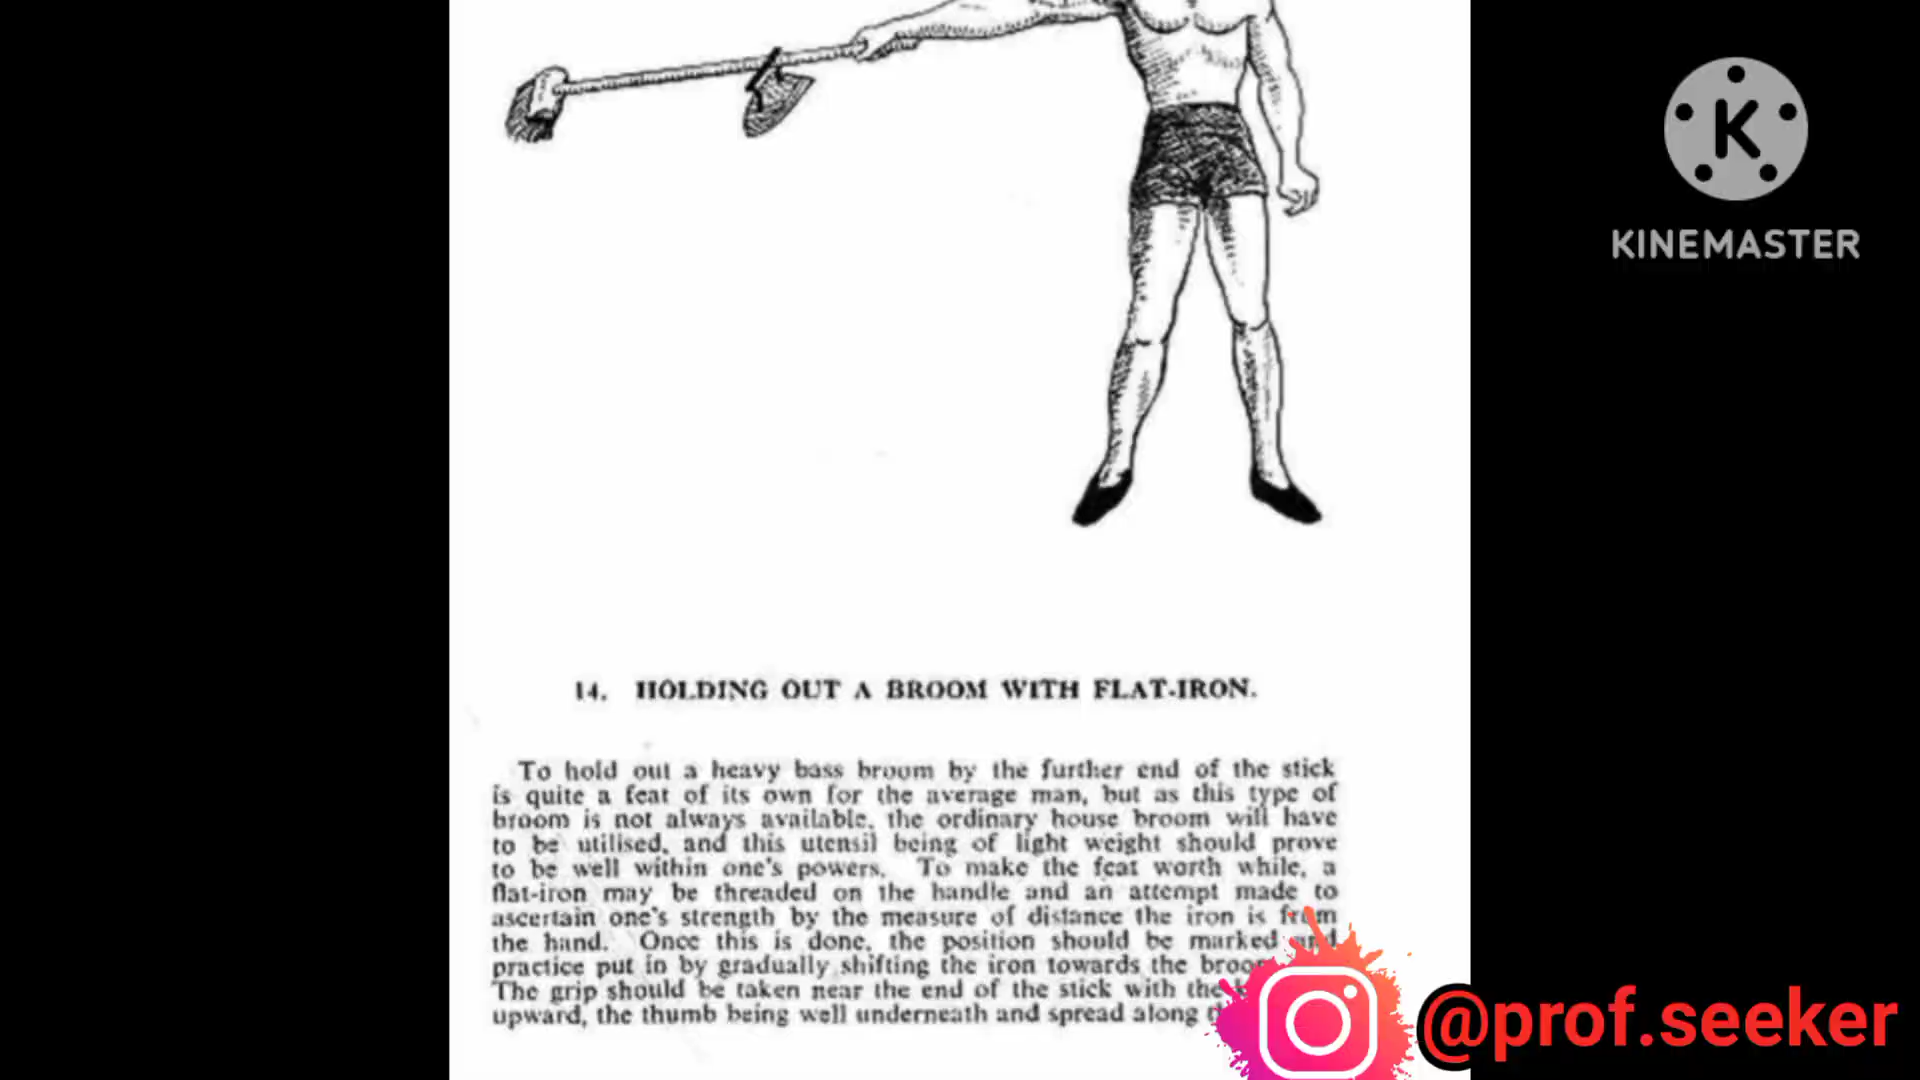 K
KINEMASTER
14. HOLDING OUT A BROOM WITH FLAT-IRON.
To hold out a heavy bass broom by the further end of the stick
is quite a feat of its own for the average man, but as this type of
broom is not always available, the ordinary house broom will have
to be utilised, and this utensil being of light weight should prove
to be well within one's powers. To make the feat worth while, a
flat-iron may be threaded on the handle and an attempt made to
ascertain one's strength by the measure of distance the iron is from
the hand. Once this is done, the position should be marked and
practice put in by gradually shifting the iron towards the
The grip should be taken near the end of the stick with the
upward, the thumb being well underneath and spread along
@prof.seeker